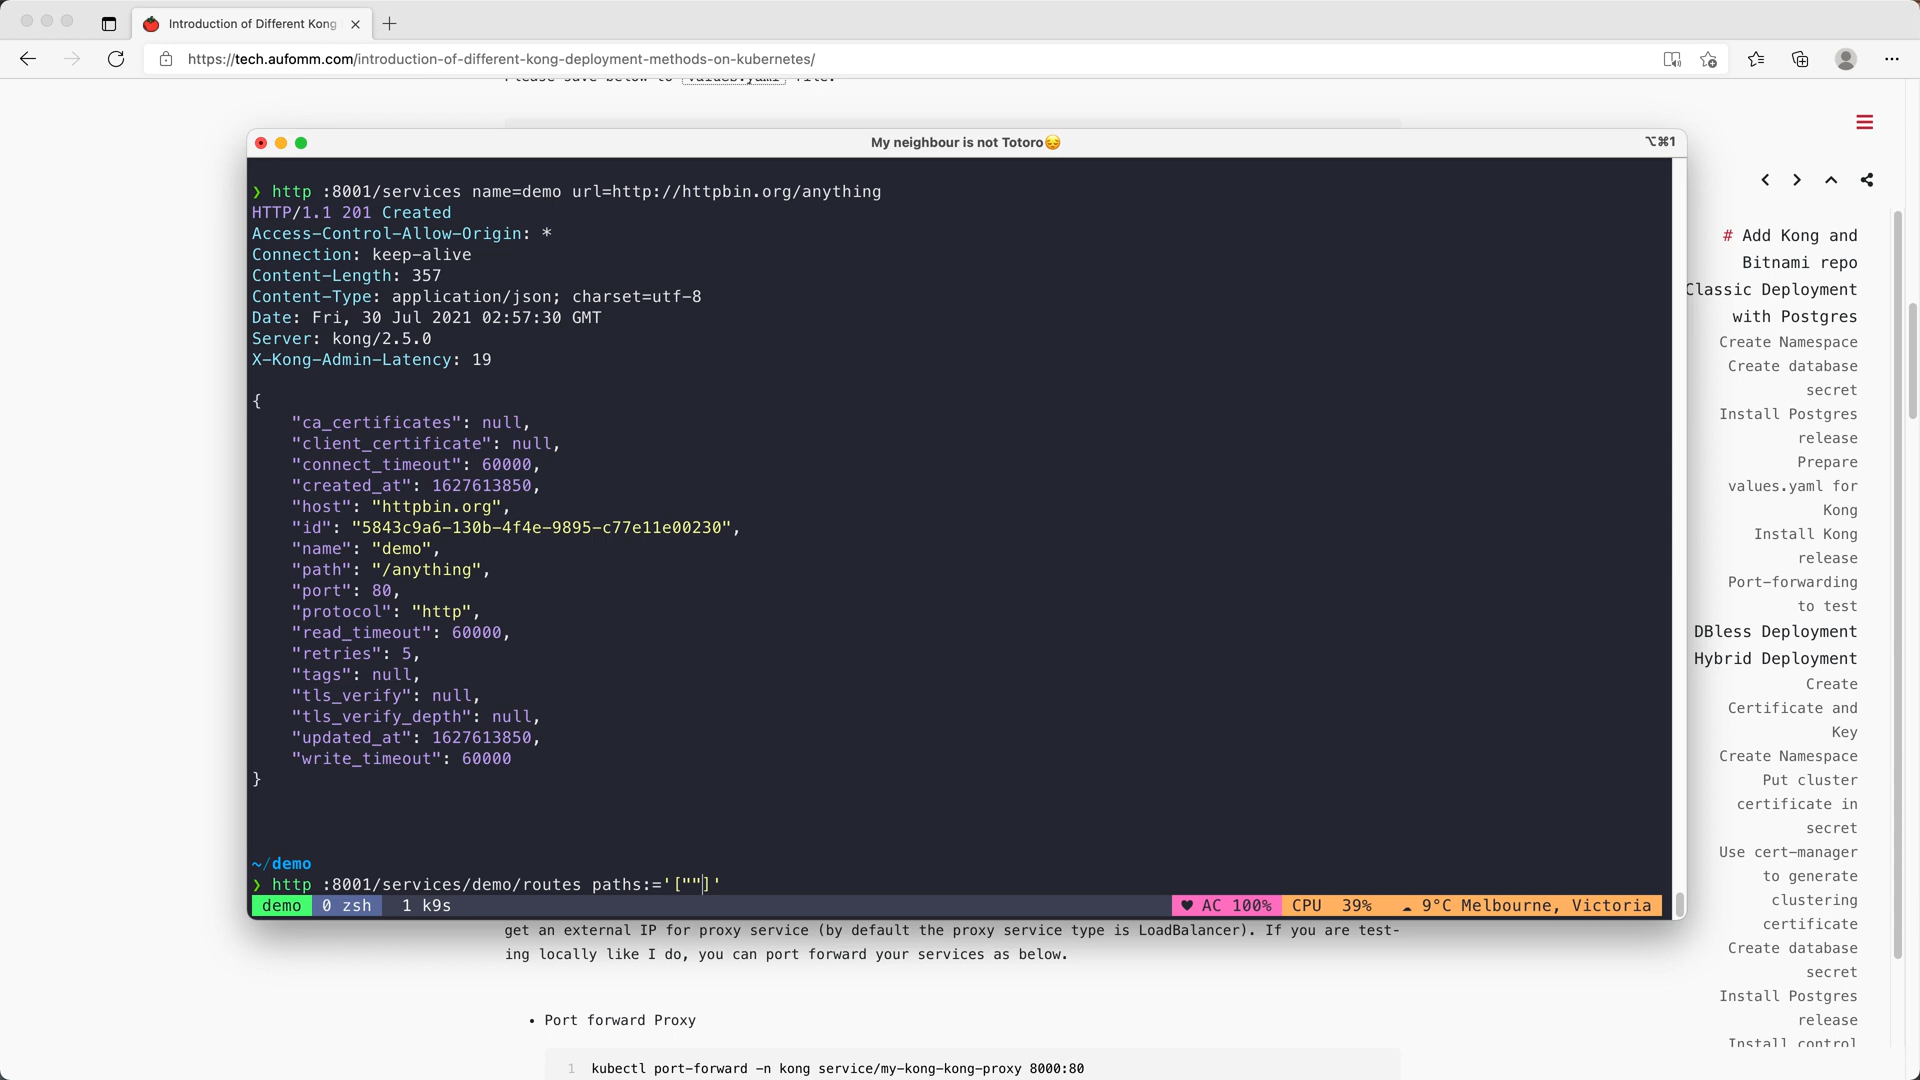 Introduction of Different Kong
https://tech.aufomm.com/introduction-of-different-kong-deployment-methods-on-kubernetes/
Please save below to values.yaml file.
My neighbour is not Totoro😔
⌥⌘1
❯ http :8001/services name=demo url=http://httpbin.org/anything
HTTP/1.1 201 Created
Access-Control-Allow-Origin: *
Connection: keep-alive
Content-Length: 357
Content-Type: application/json; charset=utf-8
Date: Fri, 30 Jul 2021 02:57:30 GMT
Server: kong/2.5.0
X-Kong-Admin-Latency: 19
{
"ca_certificates": null,
"client_certificate": null,
"connect_timeout": 60000,
"created_at": 1627613850,
"host": "httpbin.org",
"id": "5843c9a6-130b-4f4e-9895-c77e11e00230",
"name": "demo",
"path": "/anything",
"port": 80,
"protocol": "http",
"read_timeout": 60000,
"retries": 5,
"tags": null,
"tls_verify": null,
"tls_verify_depth": null,
"updated_at": 1627613850,
"write_timeout": 60000
}
~/demo
❯ http :8001/services/demo/routes paths:='[""]'
demo 0 zsh 1 k9s
♥ AC 100% CPU 39% ☁ 9°C Melbourne, Victoria
get an external IP for proxy service (by default the proxy service type is LoadBalancer). If you are test-
ing locally like I do, you can port forward your services as below.
• Port forward Proxy
1 kubectl port-forward -n kong service/my-kong-kong-proxy 8000:80
# Add Kong and
Bitnami repo
Classic Deployment
with Postgres
Create Namespace
Create database
secret
Install Postgres
release
Prepare
values.yaml for
Kong
Install Kong
release
Port-forwarding
to test
DBless Deployment
Hybrid Deployment
Create
Certificate and
Key
Create Namespace
Put cluster
certificate in
secret
Use cert-manager
to generate
clustering
certificate
Create database
secret
Install Postgres
release
Install control